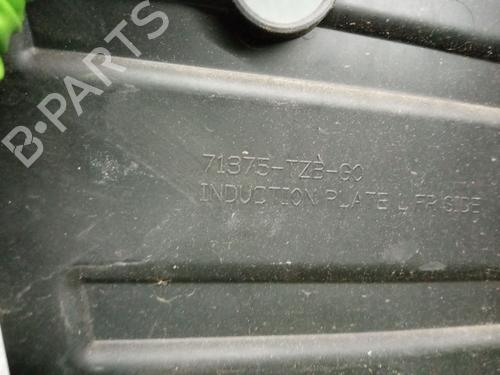 B-PARTS
71375-TZB-G0
INDUCTION PLATE L FR SIDE